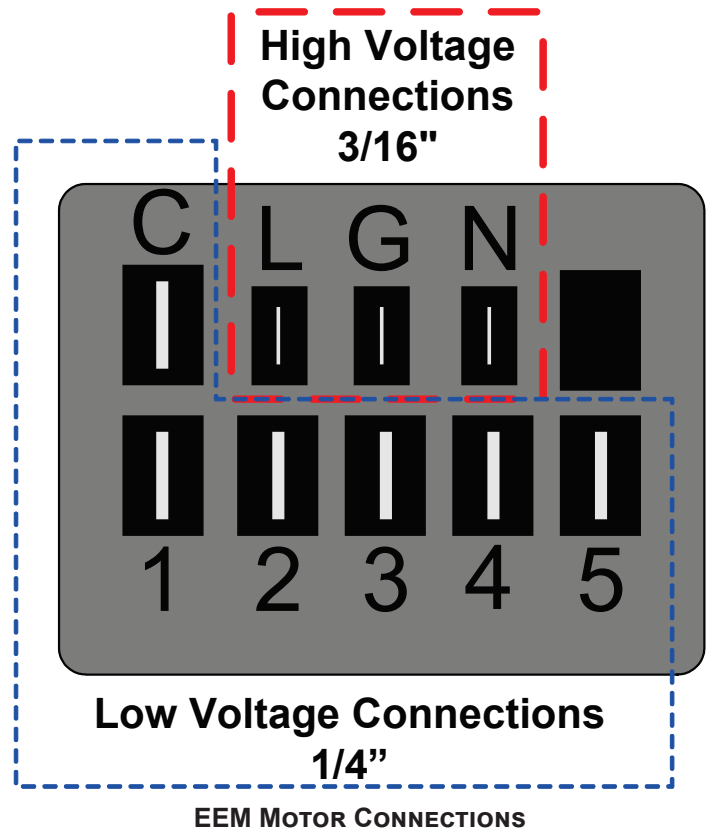 High Voltage
Connections
3/16"
C L G N
1 2 3 4 5
Low Voltage Connections
1/4”
EEM MOTOR CONNECTIONS